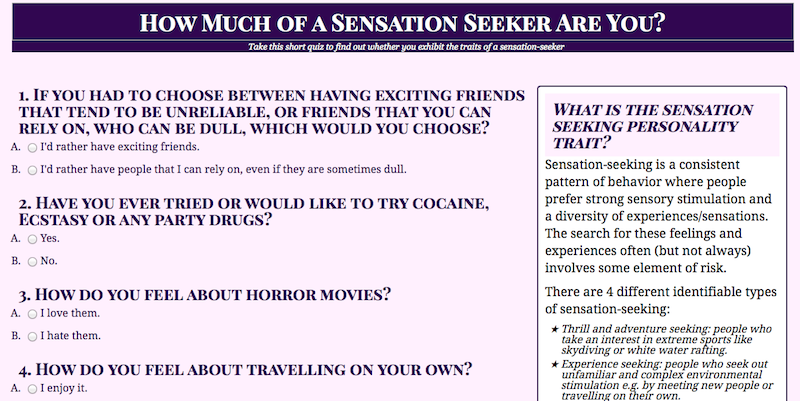 How Much of a Sensation Seeker Are You?
Take this short quiz to find out whether you exhibit the traits of a sensation-seeker
1. If you had to choose between having exciting friends
that tend to be unreliable, or friends that you can
rely on, who can be dull, which would you choose?
A. I'd rather have exciting friends.
B. I'd rather have people that I can rely on, even if they are sometimes dull.
2. Have you ever tried or would like to try cocaine,
Ecstasy or any party drugs?
A. Yes.
B. No.
3. How do you feel about horror movies?
A. I love them.
B. I hate them.
4. How do you feel about travelling on your own?
A. I enjoy it.
What is the sensation
seeking personality
trait?
Sensation-seeking is a consistent
pattern of behavior where people
prefer strong sensory stimulation and
a diversity of experiences/sensations.
The search for these feelings and
experiences often (but not always)
involves some element of risk.
There are 4 different identifiable types
of sensation-seeking:
★ Thrill and adventure seeking: people who
take an interest in extreme sports like
skydiving or white water rafting.
★ Experience seeking: people who seek out
unfamiliar and complex environmental
stimulation e.g. by meeting new people or
travelling on their own.